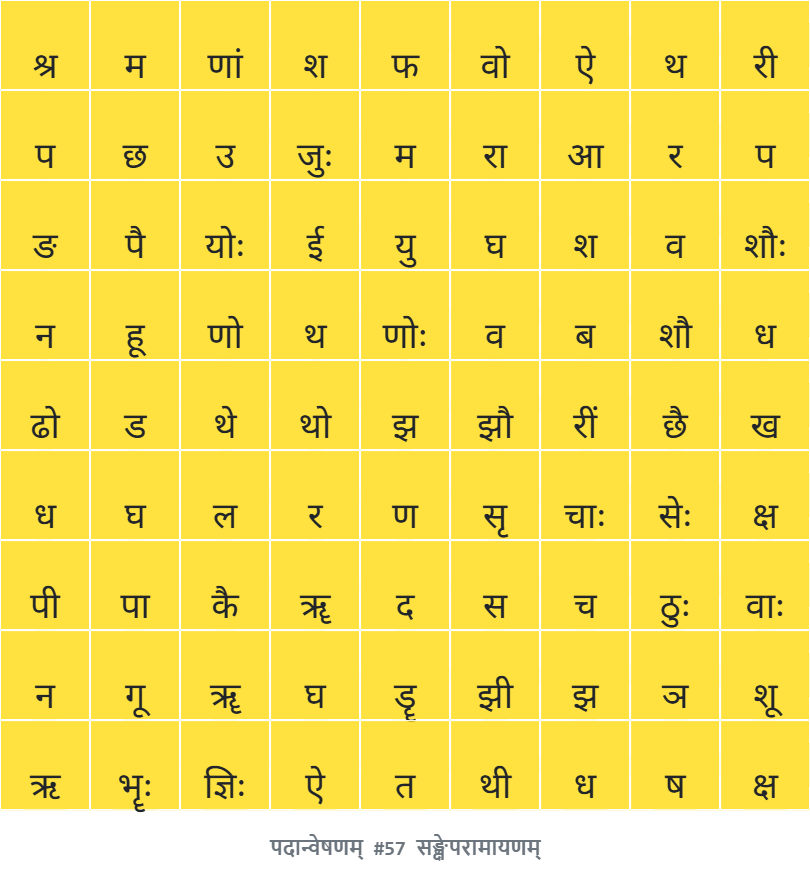 श्र म णां श फ वो ऐ थ री
प छ उ जुः म रा आ र प
ङ पै योः ई यु घ श व शौः
न हू णो थ णोः व ब शौ ध
ढो ड थे थो झ झौ रीं छै ख
ध घ ल र ण सृ चाः सेः क्ष
पी पा कै ॠ द स च ठुः वाः
न गू ॠ घ ड़ॄ झी झ ञ शू
ऋ भॄः ज्ञिः ऐ त थी ध ष क्ष
पदान्वेषणम् #57 सङ्क्षेपरामायणम्